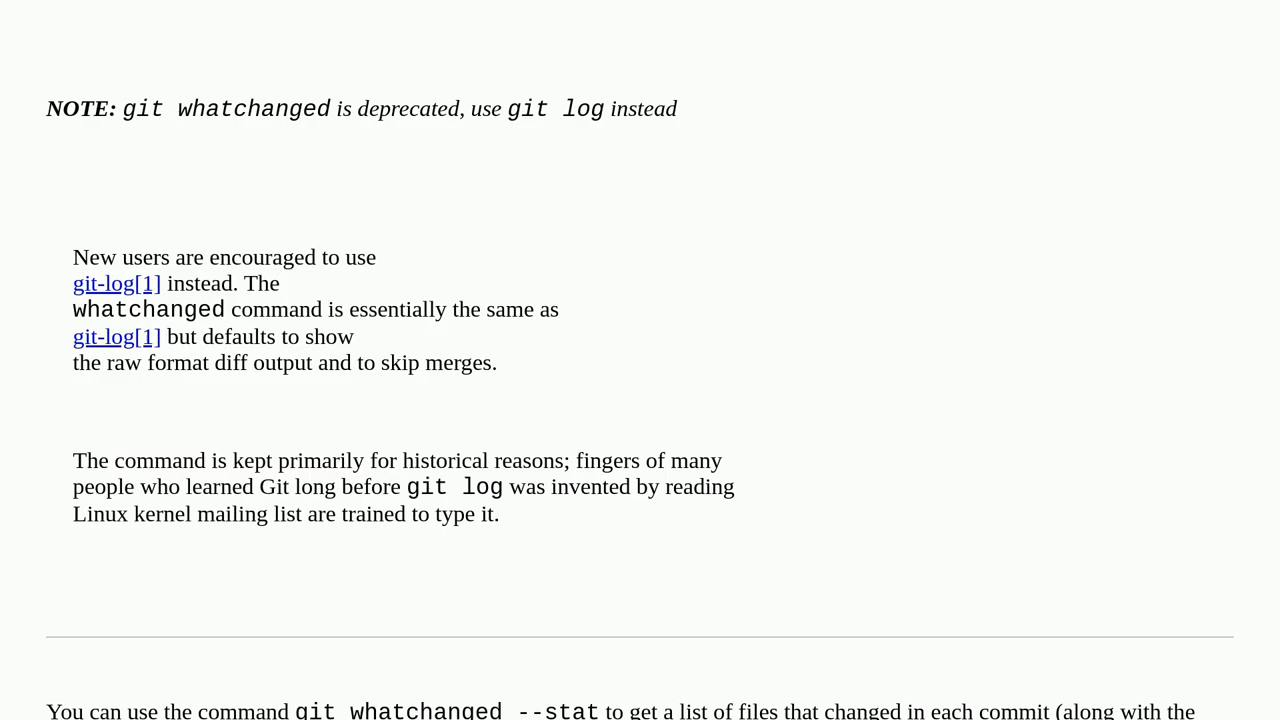 NOTE: git whatchanged is deprecated, use git log instead
New users are encouraged to use
git-log[1] instead. The
whatchanged command is essentially the same as
git-log[1] but defaults to show
the raw format diff output and to skip merges.
The command is kept primarily for historical reasons; fingers of many
people who learned Git long before git log was invented by reading
Linux kernel mailing list are trained to type it.
You can use the command git whatchanged --stat to get a list of files that changed in each commit (along with the